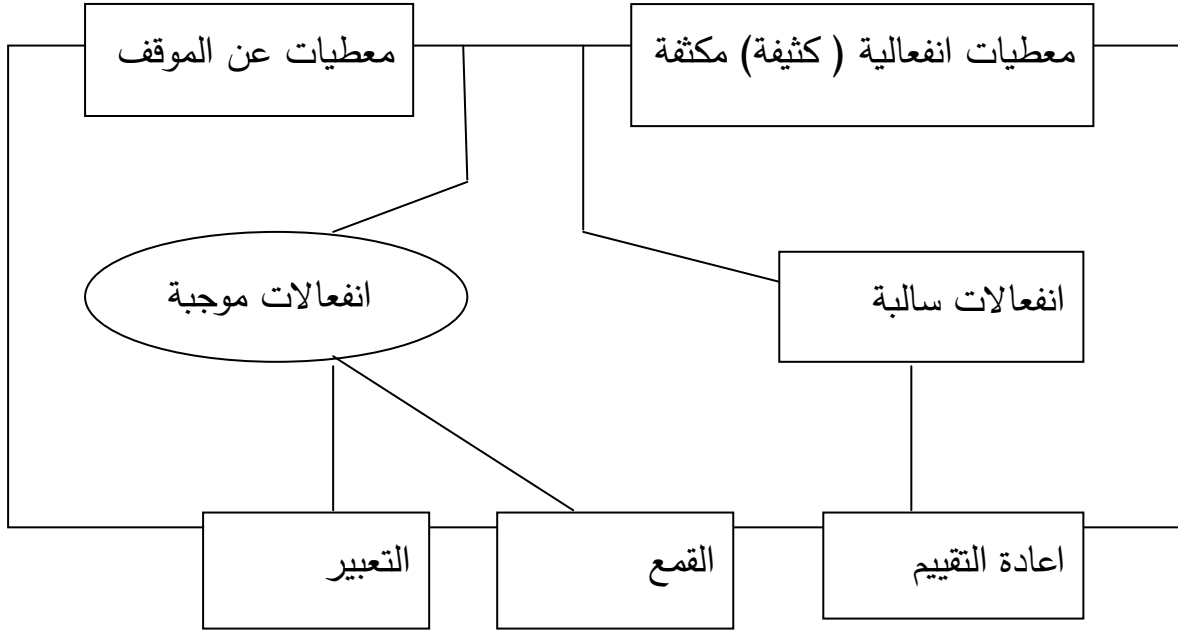 معطيات انفعالية ( كثيفة) مكثفة
معطيات عن الموقف
انفعالات سالبة
انفعالات موجبة
اعادة التقييم
القمع
التعبير